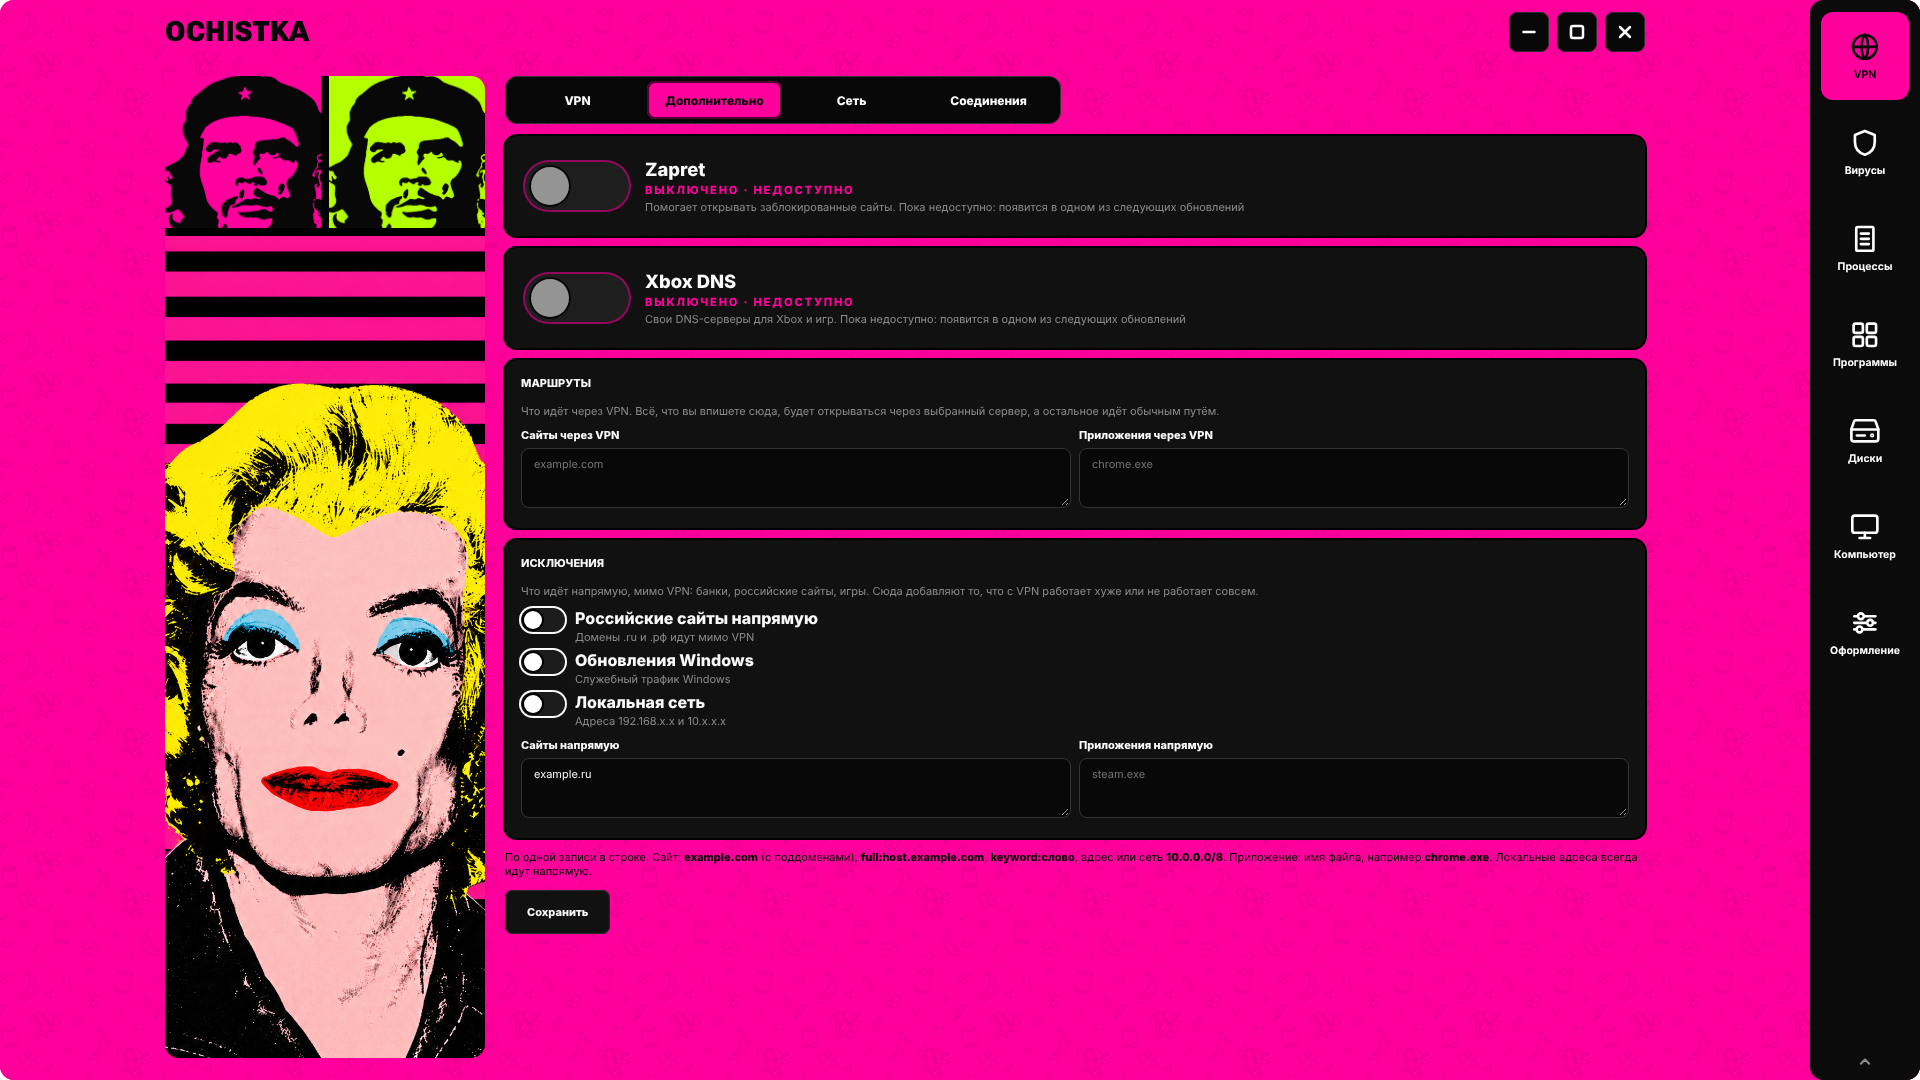 OCHISTKA
VPN
Дополнительно
Сеть
Соединения
Zapret
ВЫКЛЮЧЕНО · НЕДОСТУПНО
Помогает открывать заблокированные сайты. Пока недоступно: появится в одном из следующих обновлений
Xbox DNS
ВЫКЛЮЧЕНО · НЕДОСТУПНО
Свои DNS-серверы для Xbox и игр. Пока недоступно: появится в одном из следующих обновлений
МАРШРУТЫ
Что идёт через VPN. Всё, что вы впишете сюда, будет открываться через выбранный сервер, а остальное идёт обычным путём.
Сайты через VPN
Приложения через VPN
example.com
chrome.exe
ИСКЛЮЧЕНИЯ
Что идёт напрямую, мимо VPN: банки, российские сайты, игры. Сюда добавляют то, что с VPN работает хуже или не работает совсем.
Российские сайты напрямую
Домены .ru и .рф идут мимо VPN
Обновления Windows
Служебный трафик Windows
Локальная сеть
Адреса 192.168.x.x и 10.x.x.x
Сайты напрямую
Приложения напрямую
example.ru
steam.exe
По одной записи в строке. Сайт: example.com (с поддоменами), full:host.example.com, keyword:слово, адрес или сеть 10.0.0.0/8. Приложение: имя файла, например chrome.exe. Локальные адреса всегда
идут напрямую.
Сохранить
VPN
Вирусы
Процессы
Программы
Диски
Компьютер
Оформление